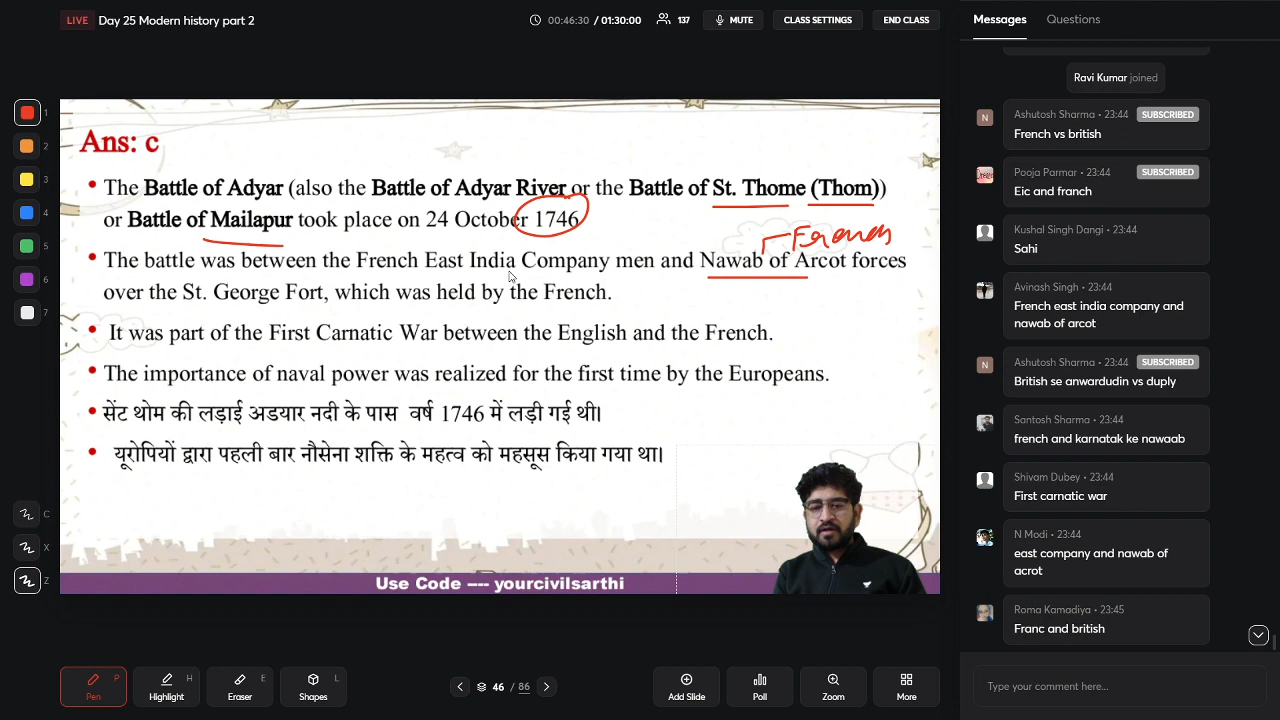 LIVE Day 25 Modern history part 2
00:46:30 / 01:30:00
137
MUTE
CLASS SETTINGS
END CLASS
1
2
3
4
5
6
7
C
X
Z
Ans: c
• The Battle of Adyar (also the Battle of Adyar River or the Battle of St. Thome (Thom))
or Battle of Mailapur took place on 24 October 1746
French
• The battle was between the French East India Company men and Nawab of Arcot forces
over the St. George Fort, which was held by the French.
• It was part of the First Carnatic War between the English and the French.
• The importance of naval power was realized for the first time by the Europeans.
• सेंट थोम की लड़ाई अडयार नदी के पास वर्ष 1746 में लड़ी गई थी।
• यूरोपियों द्वारा पहली बार नौसेना शक्ति के महत्व को महसूस किया गया था।
Use Code ---- yourcivilsarthi
Pen P
Highlight H
Eraser E
Shapes L
46 / 86
Add Slide
Poll
Zoom
More
Messages
Questions
Ravi Kumar joined
N
Ashutosh Sharma • 23:44 SUBSCRIBED
French vs british
Pooja Parmar • 23:44 SUBSCRIBED
Eic and franch
Kushal Singh Dangi • 23:44
Sahi
Avinash Singh • 23:44
French east india company and
nawab of arcot
N
Ashutosh Sharma • 23:44 SUBSCRIBED
British se anwardudin vs duply
Santosh Sharma • 23:44
french and karnatak ke nawaab
Shivam Dubey • 23:44
First carnatic war
N Modi • 23:44
east company and nawab of
acrot
Roma Kamadiya • 23:45
Franc and british
Type your comment here...